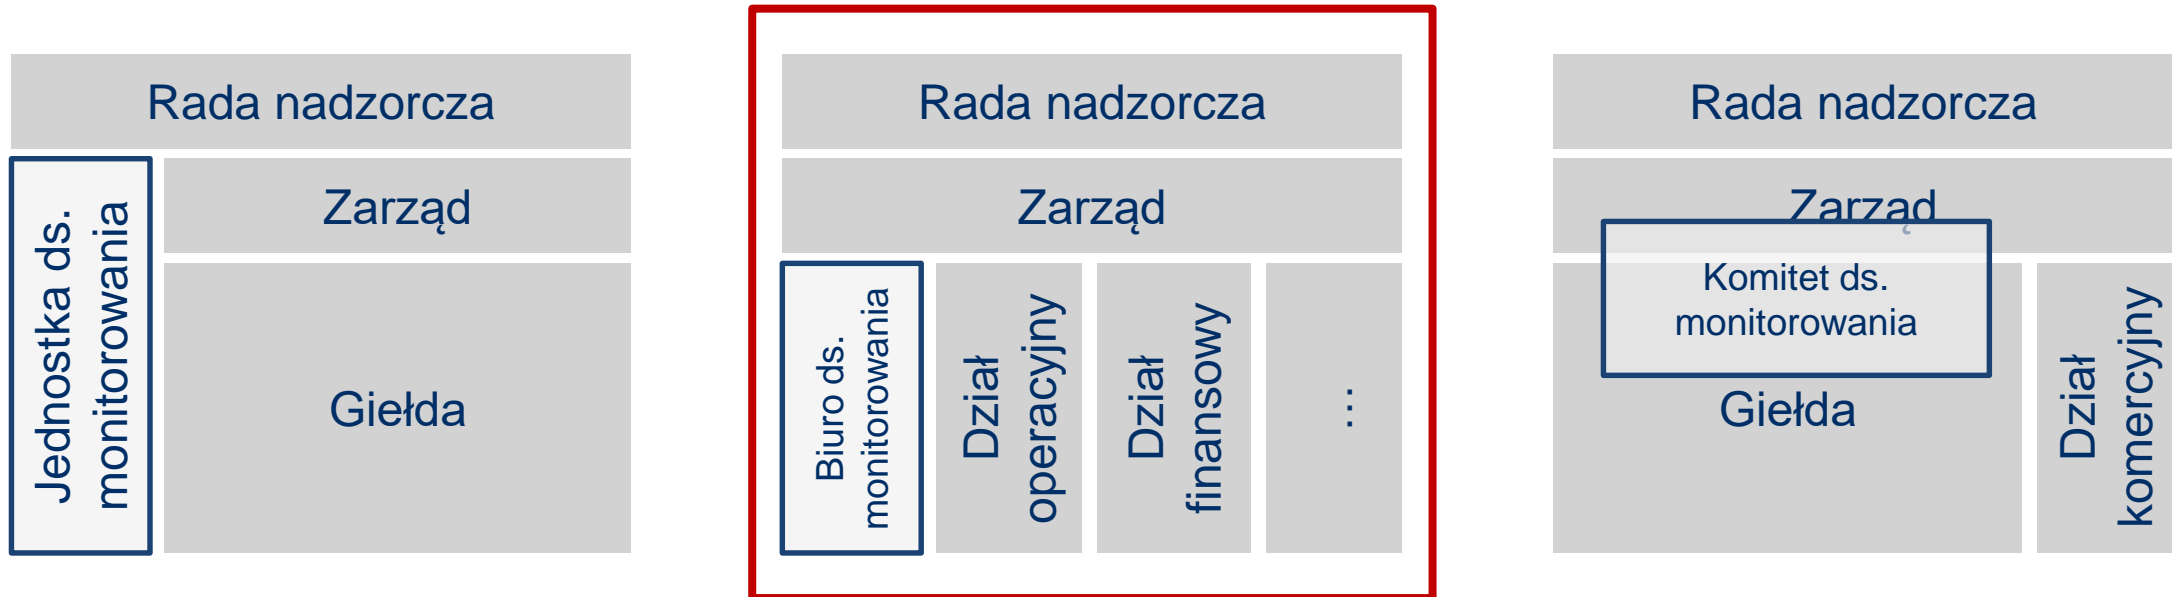 Rada nadzorcza
Jednostka ds.
monitorowania
Zarząd
Giełda
Rada nadzorcza
Zarząd
Biuro ds.
monitorowania
Dział
operacyjny
Dział
finansowy
...
Rada nadzorcza
Zarząd
Komitet ds.
monitorowania
Giełda
Dział
komercyjny